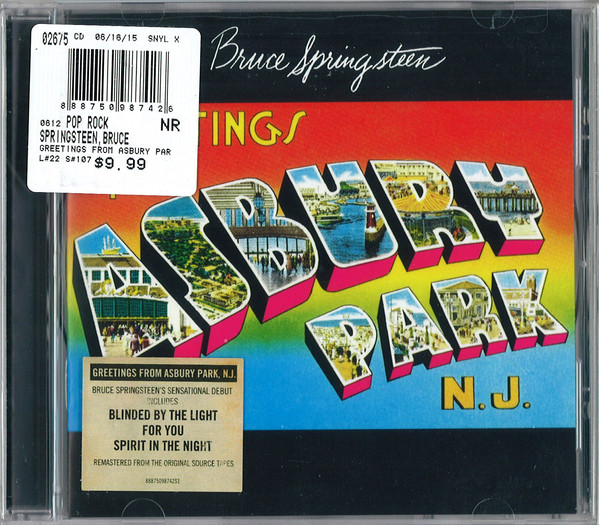 02675 CD 06/16/15 SNYL X
888750987426
0612 POP ROCK NR
SPRINGSTEEN,BRUCE
GREETINGS FROM ASBURY PAR
L#22 S#107 $9.99
Bruce Springsteen
TINGS
ASBURY
PARK
N.J.
GREETINGS FROM ASBURY PARK, N.J.
BRUCE SPRINGSTEEN'S SENSATIONAL DEBUT
INCLUDES
BLINDED BY THE LIGHT
FOR YOU
SPIRIT IN THE NIGHT
REMASTERED FROM THE ORIGINAL SOURCE TAPES
88875098742S1